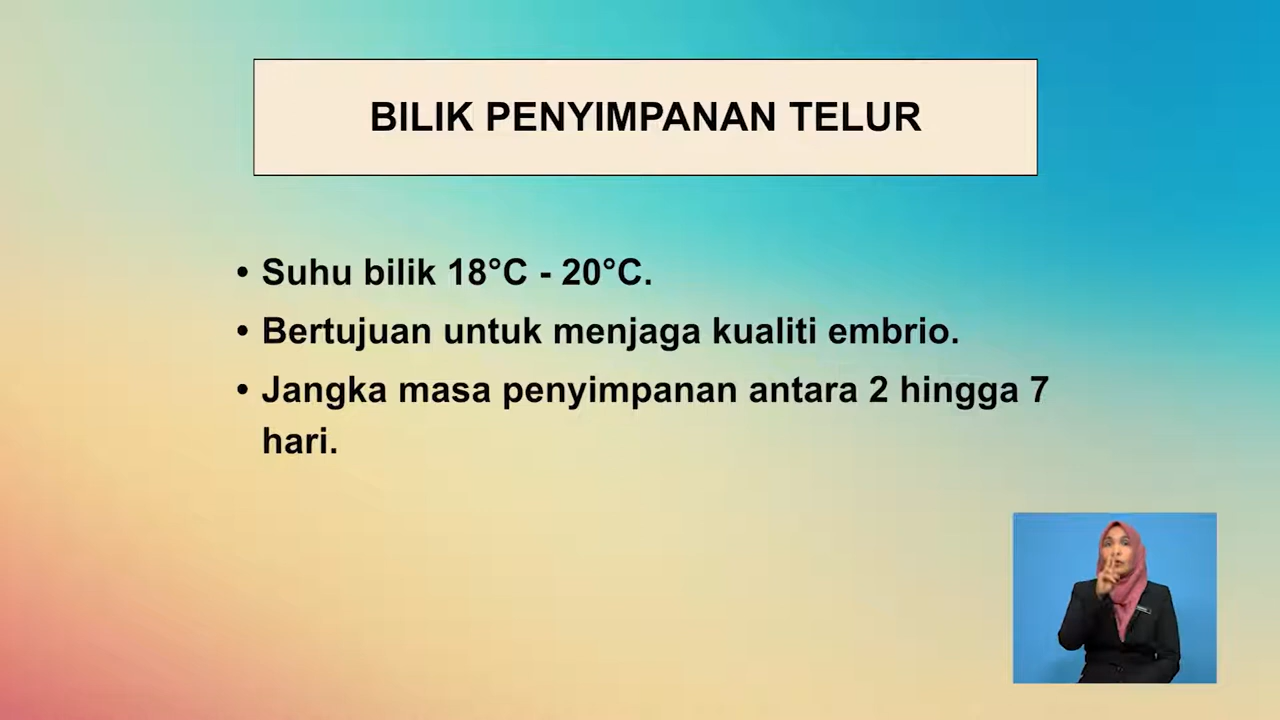 BILIK PENYIMPANAN TELUR
• Suhu bilik 18°C - 20°C.
• Bertujuan untuk menjaga kualiti embrio.
• Jangka masa penyimpanan antara 2 hingga 7
hari.